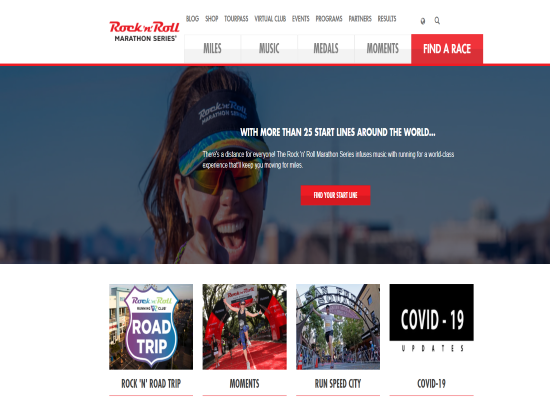 Rock 'n' Roll
MARATHON SERIES
BLOG SHOP TOURPASS VIRTUAL CLUB EVENTS PROGRAMS PARTNERS RESULTS
MILES MUSIC MEDALS MOMENTS FIND A RACE
Rock 'n' Roll
MARATHON SERIES
WITH MORE THAN 25 START LINES AROUND THE WORLD...
There's a distance for everyone! The Rock 'n' Roll Marathon Series infuses music with running for a world-class
experience that'll keep you moving for miles.
FIND YOUR START LINE
Rock 'n' Roll
RUNNING CLUB
ROAD
TRIP
Rock 'n' Roll
COVID-19
UPDATES
ROCK 'N' ROAD TRIP
MOMENTS
RUN SPEED CITY
COVID-19